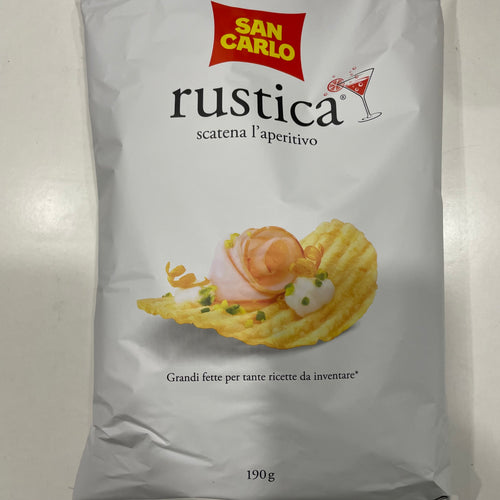 SAN
CARLO
rustica®
scatena l'aperitivo
Grandi fette per tante ricette da inventare*
190g